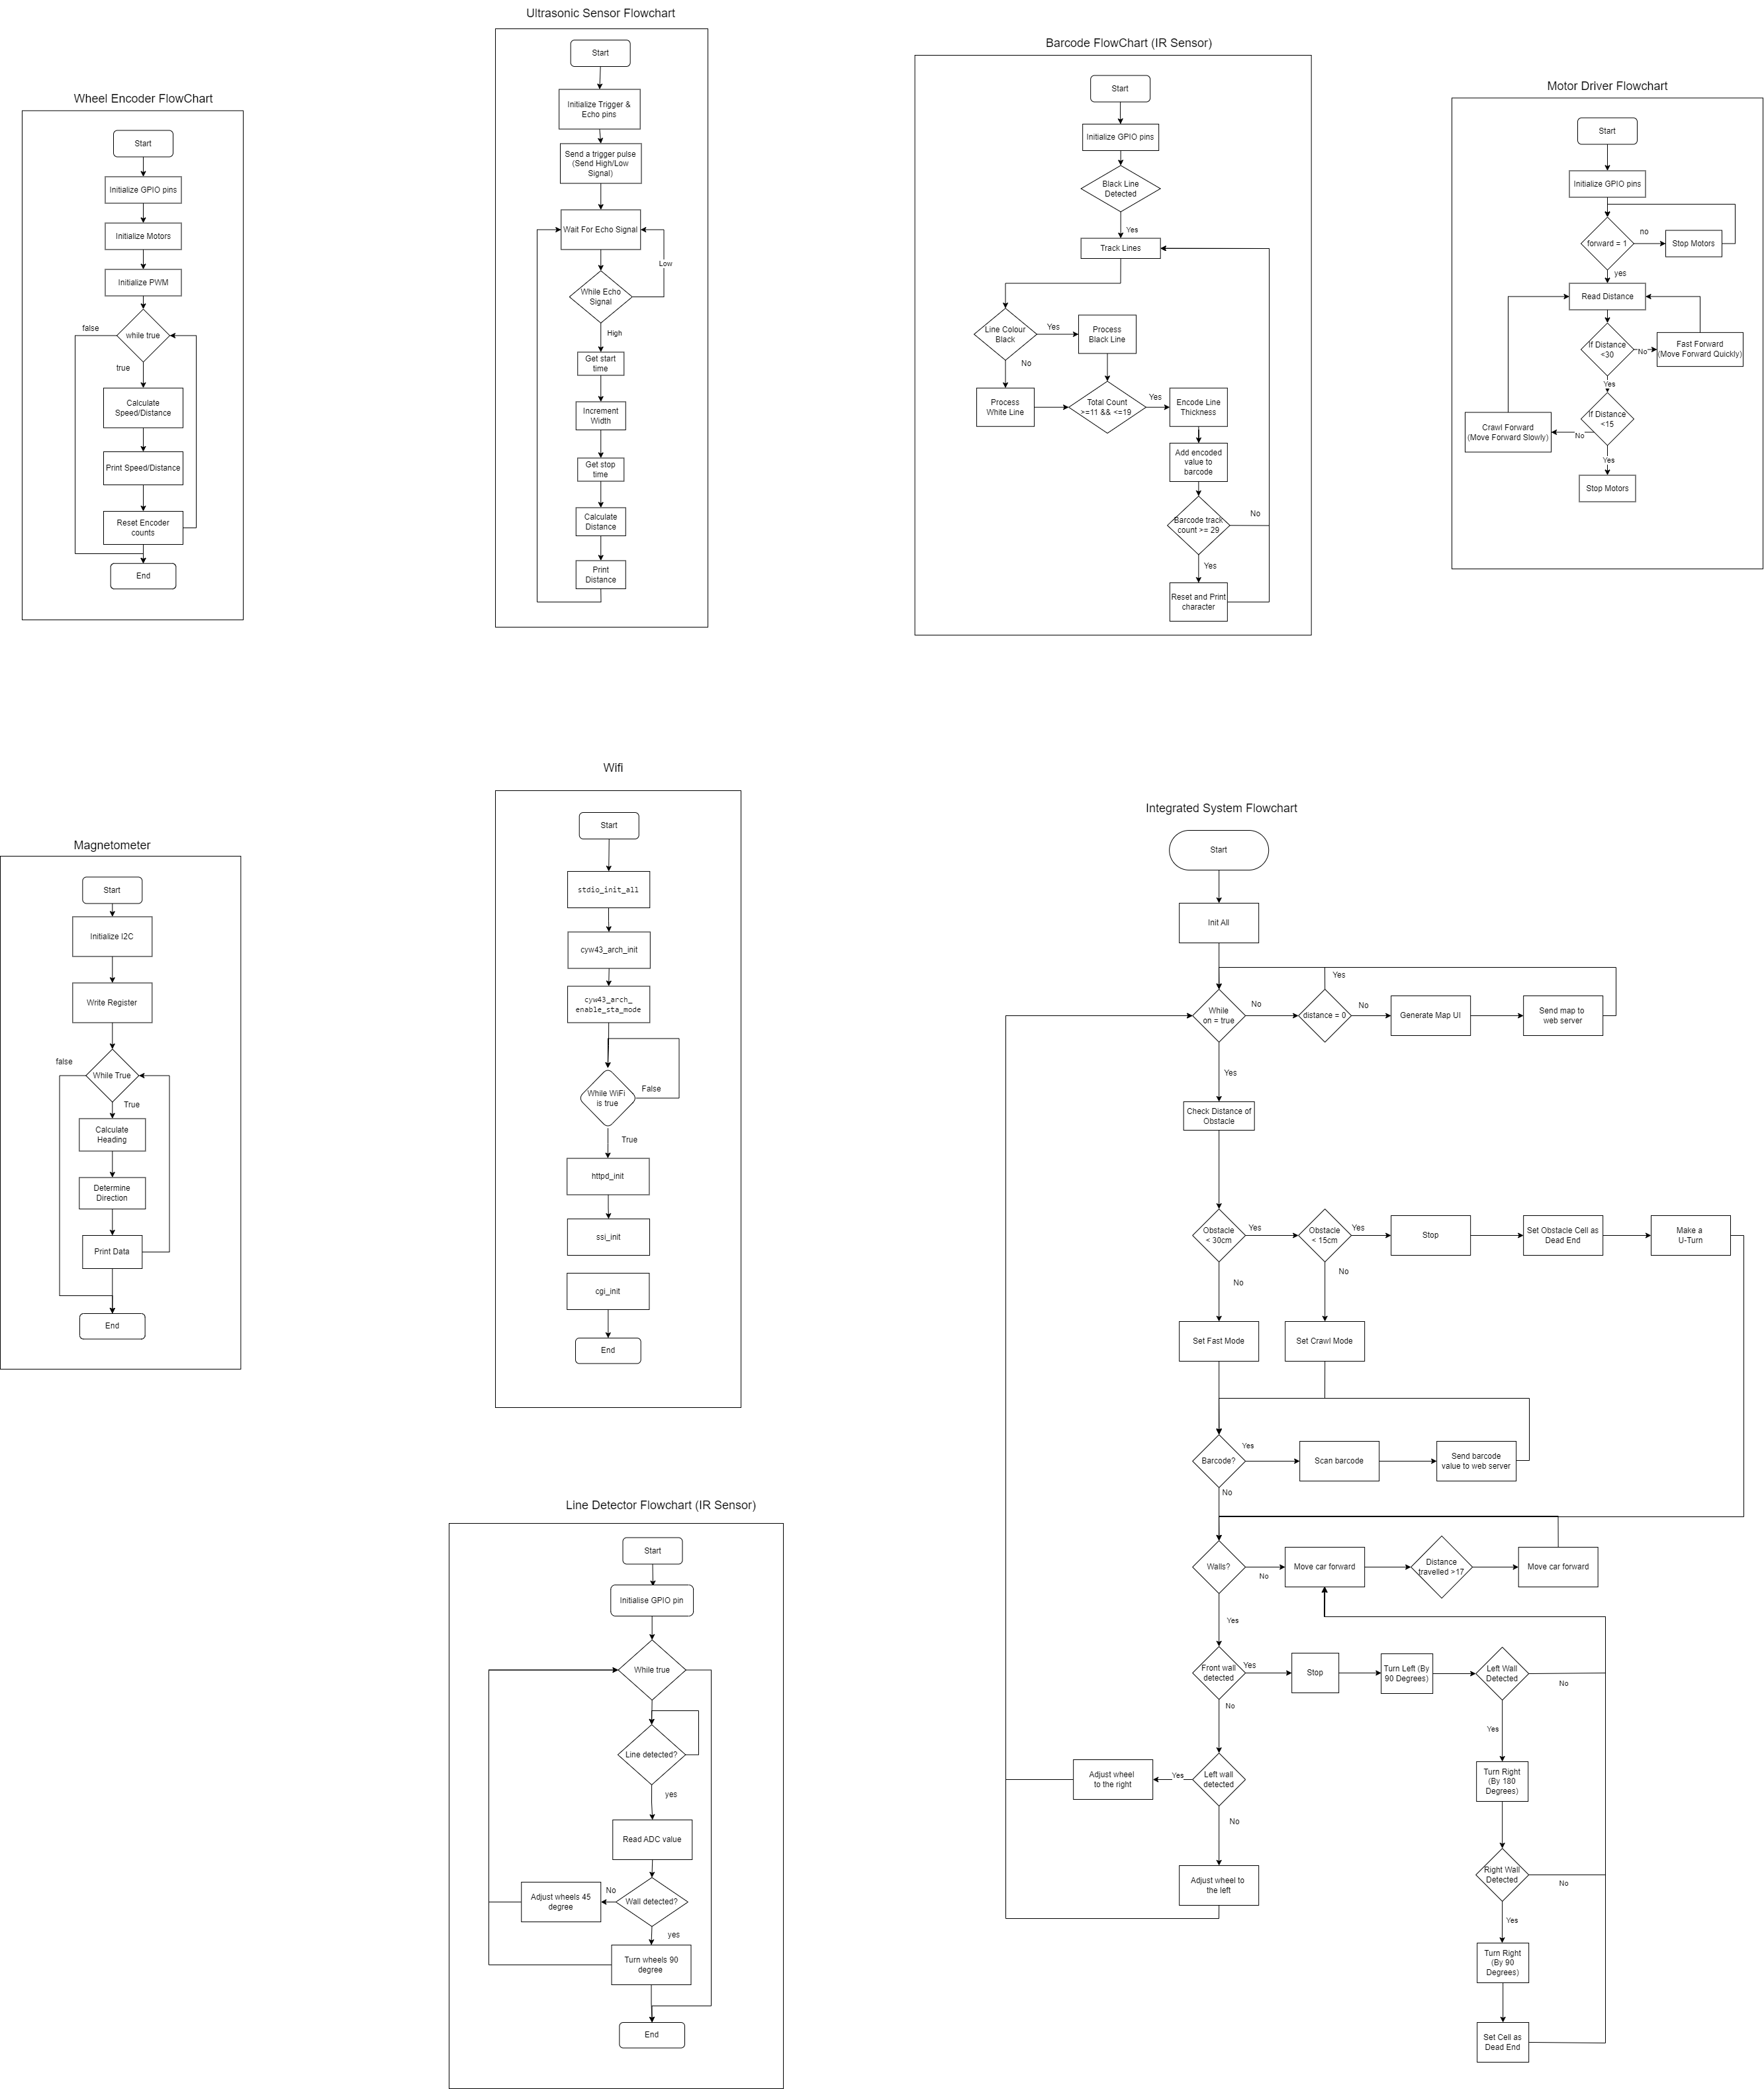 Ultrasonic Sensor Flowchart
Start
Initialize Trigger &
Echo pins
Send a trigger pulse
(Send High/Low
Signal)
Wait For Echo Signal
Low
While Echo
Signal
High
Get start
time
Increment
Width
Get stop
time
Calculate
Distance
Print
Distance
Barcode FlowChart (IR Sensor)
Start
Initialize GPIO pins
Black Line
Detected
Yes
Track Lines
Line Colour
Black
Yes
Process
Black Line
No
Process
White Line
Total Count
>=11 && <=19
Yes
Encode Line
Thickness
Add encoded
value to
barcode
Barcode track
count >= 29
No
Yes
Reset and Print
character
Motor Driver Flowchart
Start
Initialize GPIO pins
forward = 1
no
Stop Motors
yes
Read Distance
If Distance
<30
No
Fast Forward
(Move Forward Quickly)
Yes
If Distance
<15
No
Crawl Forward
(Move Forward Slowly)
Yes
Stop Motors
Wheel Encoder FlowChart
Start
Initialize GPIO pins
Initialize Motors
Initialize PWM
false
while true
true
Calculate
Speed/Distance
Print Speed/Distance
Reset Encoder
counts
End
Wifi
Start
stdio_init_all
cyw43_arch_init
cyw43_arch_
enable_sta_mode
While WiFi
is true
False
True
httpd_init
ssi_init
cgi_init
End
Magnetometer
Start
Initialize I2C
Write Register
false
While True
True
Calculate
Heading
Determine
Direction
Print Data
End
Integrated System Flowchart
Start
Init All
Yes
While
on = true
No
distance = 0
No
Generate Map UI
Send map to
web server
Yes
Check Distance of
Obstacle
Obstacle
< 30cm
Yes
Obstacle
< 15cm
Yes
Stop
Set Obstacle Cell as
Dead End
Make a
U-Turn
No
No
Set Fast Mode
Set Crawl Mode
Barcode?
Yes
Scan barcode
Send barcode
value to web server
No
Walls?
No
Move car forward
Distance
travelled >17
Move car forward
Yes
Front wall
detected
Yes
Stop
Turn Left (By
90 Degrees)
Left Wall
Detected
No
No
Yes
Adjust wheel
to the right
Yes
Left wall
detected
Turn Right
(By 180
Degrees)
No
Right Wall
Detected
No
Adjust wheel to
the left
Yes
Turn Right
(By 90
Degrees)
Set Cell as
Dead End
Line Detector Flowchart (IR Sensor)
Start
Initialise GPIO pin
While true
Line detected?
yes
Read ADC value
Adjust wheels 45
degree
No
Wall detected?
yes
Turn wheels 90
degree
End